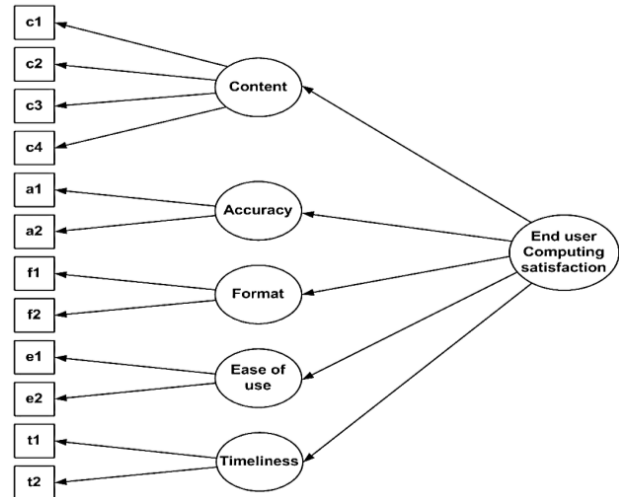 c1
c2
c3
c4
a1
a2
f1
f2
e1
e2
t1
t2
Content
Accuracy
Format
Ease of
use
Timeliness
End user
Computing
satisfaction